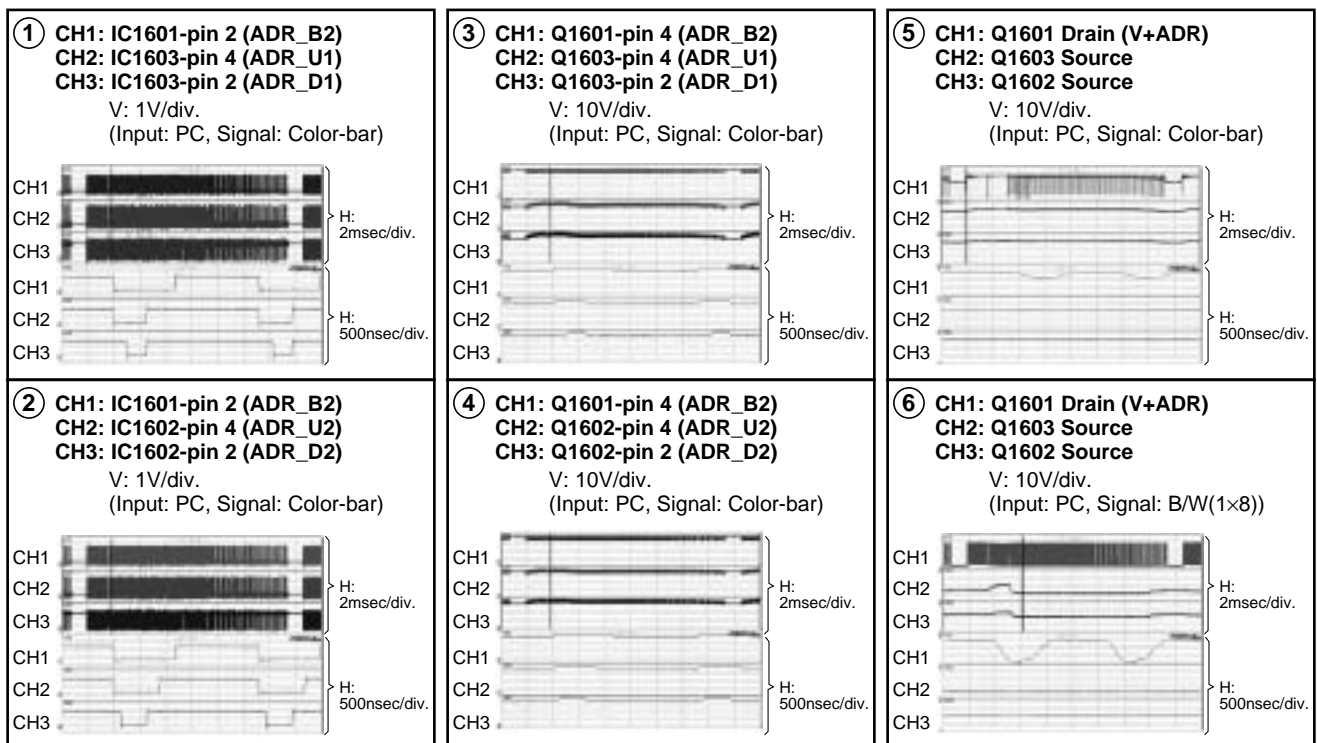 ① CH1: IC1601-pin 2 (ADR_B2)
CH2: IC1603-pin 4 (ADR_U1)
CH3: IC1603-pin 2 (ADR_D1)
V: 1V/div.
(Input: PC, Signal: Color-bar)
CH1
CH2
CH3
H:
2msec/div.
CH1
CH2
CH3
H:
500nsec/div.
③ CH1: Q1601-pin 4 (ADR_B2)
CH2: Q1603-pin 4 (ADR_U1)
CH3: Q1603-pin 2 (ADR_D1)
V: 10V/div.
(Input: PC, Signal: Color-bar)
CH1
CH2
CH3
H:
2msec/div.
CH1
CH2
CH3
H:
500nsec/div.
⑤ CH1: Q1601 Drain (V+ADR)
CH2: Q1603 Source
CH3: Q1602 Source
V: 10V/div.
(Input: PC, Signal: Color-bar)
CH1
CH2
CH3
H:
2msec/div.
CH1
CH2
CH3
H:
500nsec/div.
② CH1: IC1601-pin 2 (ADR_B2)
CH2: IC1602-pin 4 (ADR_U2)
CH3: IC1602-pin 2 (ADR_D2)
V: 1V/div.
(Input: PC, Signal: Color-bar)
CH1
CH2
CH3
H:
2msec/div.
CH1
CH2
CH3
H:
500nsec/div.
④ CH1: Q1601-pin 4 (ADR_B2)
CH2: Q1602-pin 4 (ADR_U2)
CH3: Q1602-pin 2 (ADR_D2)
V: 10V/div.
(Input: PC, Signal: Color-bar)
CH1
CH2
CH3
H:
2msec/div.
CH1
CH2
CH3
H:
500nsec/div.
⑥ CH1: Q1601 Drain (V+ADR)
CH2: Q1603 Source
CH3: Q1602 Source
V: 10V/div.
(Input: PC, Signal: B/W(1×8))
CH1
CH2
CH3
H:
2msec/div.
CH1
CH2
CH3
H:
500nsec/div.